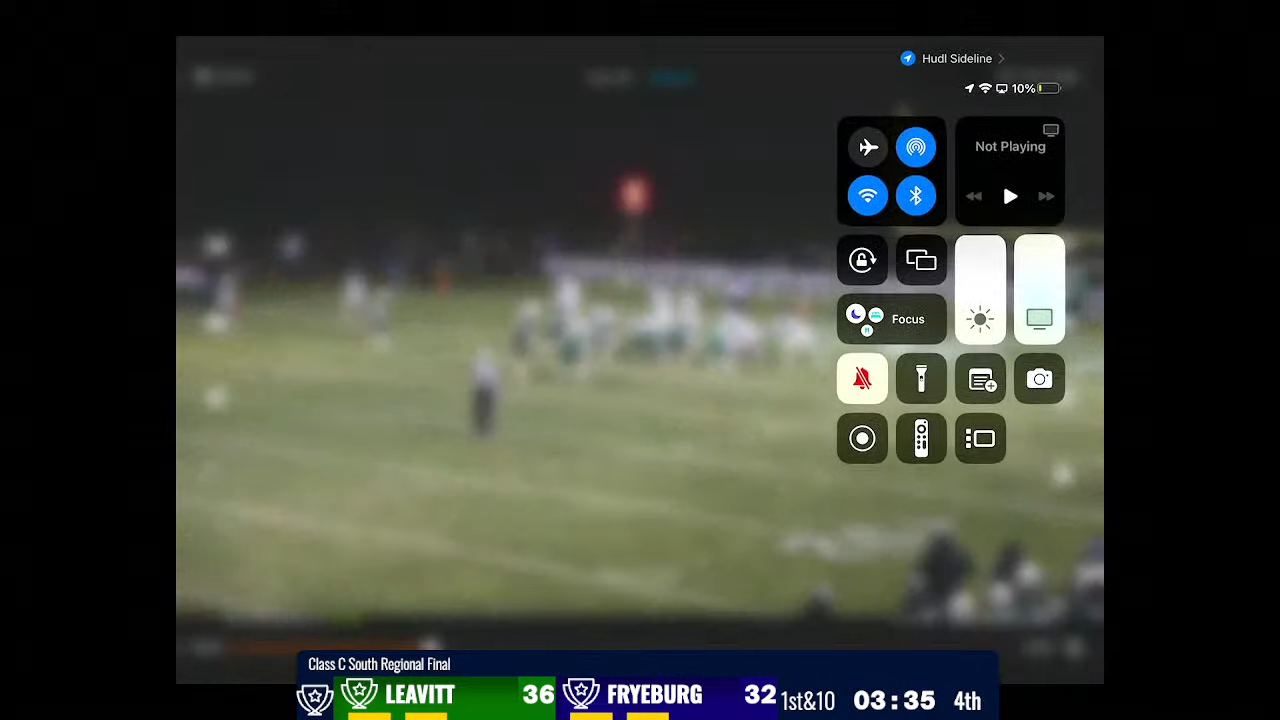 Hudl Sideline
10%
Not Playing
Focus
Class C South Regional Final
LEAVITT 36 FRYEBURG 32 1st&10 03:35 4th